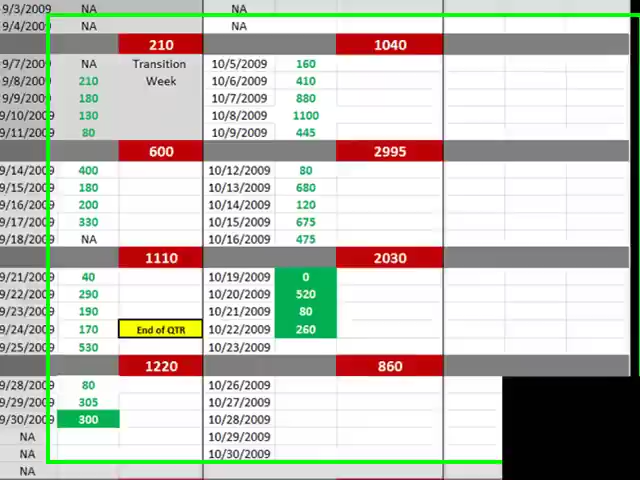 9/3/2009 NA NA
9/4/2009 NA NA
210 1040
9/7/2009 NA Transition 10/5/2009 160
9/8/2009 210 Week 10/6/2009 410
9/9/2009 180 10/7/2009 880
9/10/2009 130 10/8/2009 1100
9/11/2009 80 10/9/2009 445
600 2995
9/14/2009 400 10/12/2009 80
9/15/2009 180 10/13/2009 680
9/16/2009 200 10/14/2009 120
9/17/2009 330 10/15/2009 675
9/18/2009 NA 10/16/2009 475
1110 2030
9/21/2009 40 10/19/2009 0
9/22/2009 290 10/20/2009 520
9/23/2009 190 10/21/2009 80
9/24/2009 170 End of QTR 10/22/2009 260
9/25/2009 530 10/23/2009
1220 860
9/28/2009 80 10/26/2009
9/29/2009 305 10/27/2009
9/30/2009 300 10/28/2009
NA 10/29/2009
NA 10/30/2009
NA